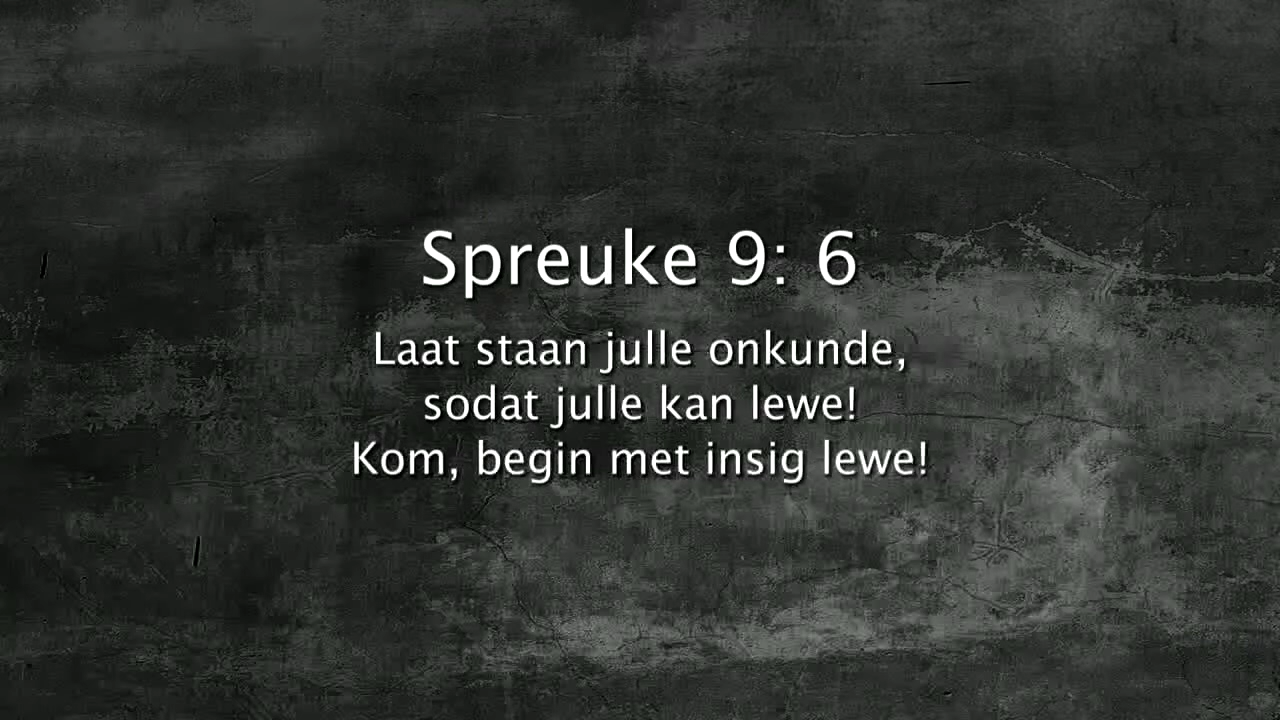 Spreuke 9: 6
Laat staan julle onkunde,
sodat julle kan lewe!
Kom, begin met insig lewe!